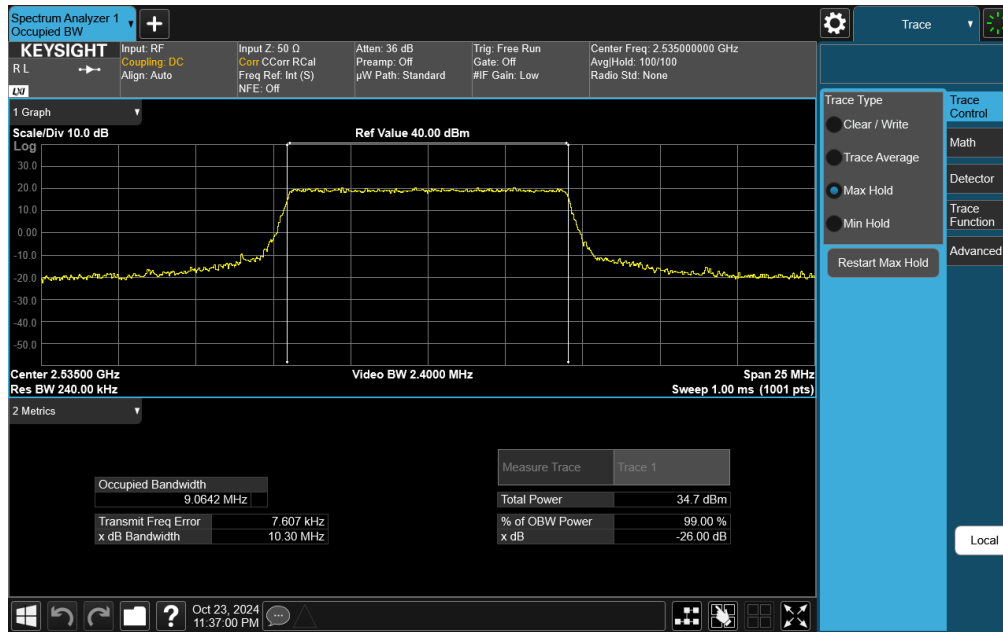 Spectrum Analyzer 1
Occupied BW
Trace
KEYSIGHT
R L
LXI
Input: RF
Coupling: DC
Align: Auto
Input Z: 50 Ω
Corr CCorr RCal
Freq Ref: Int (S)
NFE: Off
Atten: 36 dB
Preamp: Off
µW Path: Standard
Trig: Free Run
Gate: Off
#IF Gain: Low
Center Freq: 2.535000000 GHz
Avg|Hold: 100/100
Radio Std: None
1 Graph
Scale/Div 10.0 dB
Ref Value 40.00 dBm
Log
30.0
20.0
10.0
0.00
-10.0
-20.0
-30.0
-40.0
-50.0
Center 2.53500 GHz
Video BW 2.4000 MHz
Span 25 MHz
Res BW 240.00 kHz
Sweep 1.00 ms (1001 pts)
2 Metrics
Measure Trace
Trace 1
Occupied Bandwidth
9.0642 MHz
Total Power
34.7 dBm
Transmit Freq Error
7.607 kHz
% of OBW Power
99.00 %
x dB Bandwidth
10.30 MHz
x dB
-26.00 dB
Trace Type
Clear / Write
Trace Average
Max Hold
Min Hold
Restart Max Hold
Trace
Control
Math
Detector
Trace
Function
Advanced
Local
?
Oct 23, 2024
11:37:00 PM